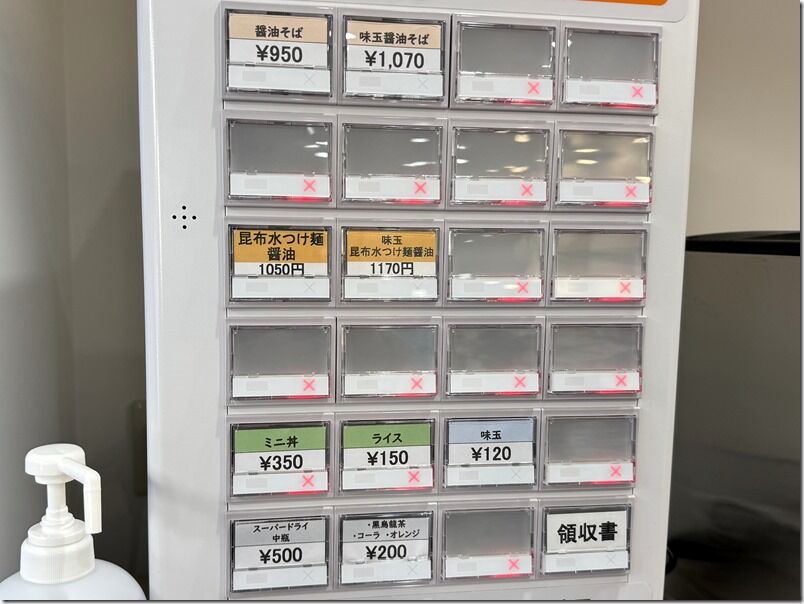 醤油そば
¥950
味玉醤油そば
¥1,070
昆布水つけ麺
醤油
1050円
味玉
昆布水つけ麺醤油
1170円
ミニ丼
¥350
ライス
¥150
味玉
¥120
スーパードライ
中瓶
¥500
・黒烏龍茶
・コーラ ・オレンジ
¥200
領収書